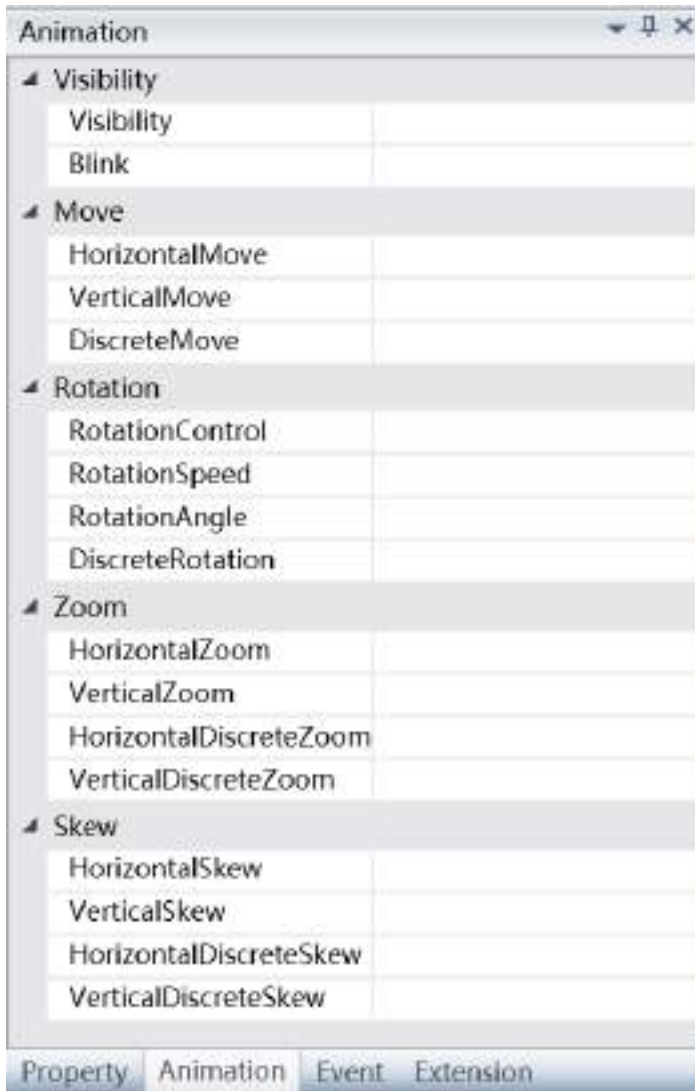 Animation
Visibility
Visibility
Blink
Move
HorizontalMove
VerticalMove
DiscreteMove
Rotation
RotationControl
RotationSpeed
RotationAngle
DiscreteRotation
Zoom
HorizontalZoom
VerticalZoom
HorizontalDiscreteZoom
VerticalDiscreteZoom
Skew
HorizontalSkew
VerticalSkew
HorizontalDiscreteSkew
VerticalDiscreteSkew
Property Animation Event Extension